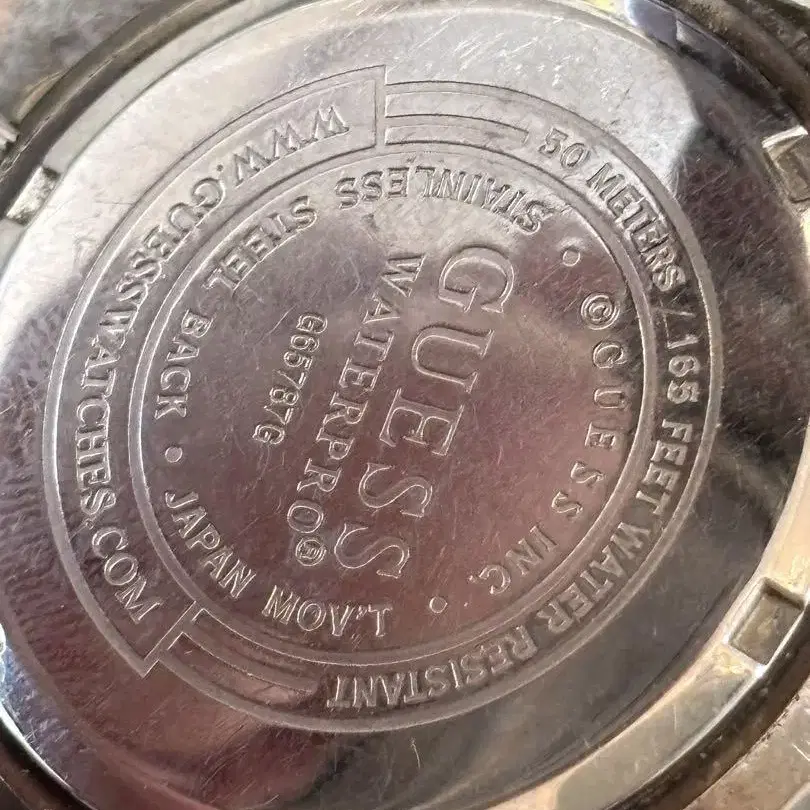 WWW.GUESSWATCHES.COM
50 METERS / 165 FEET WATER RESISTANT
STAINLESS STEEL BACK • JAPAN MOV'T • © GUESS INC. •
GUESS
WATERPRO®
G65787G